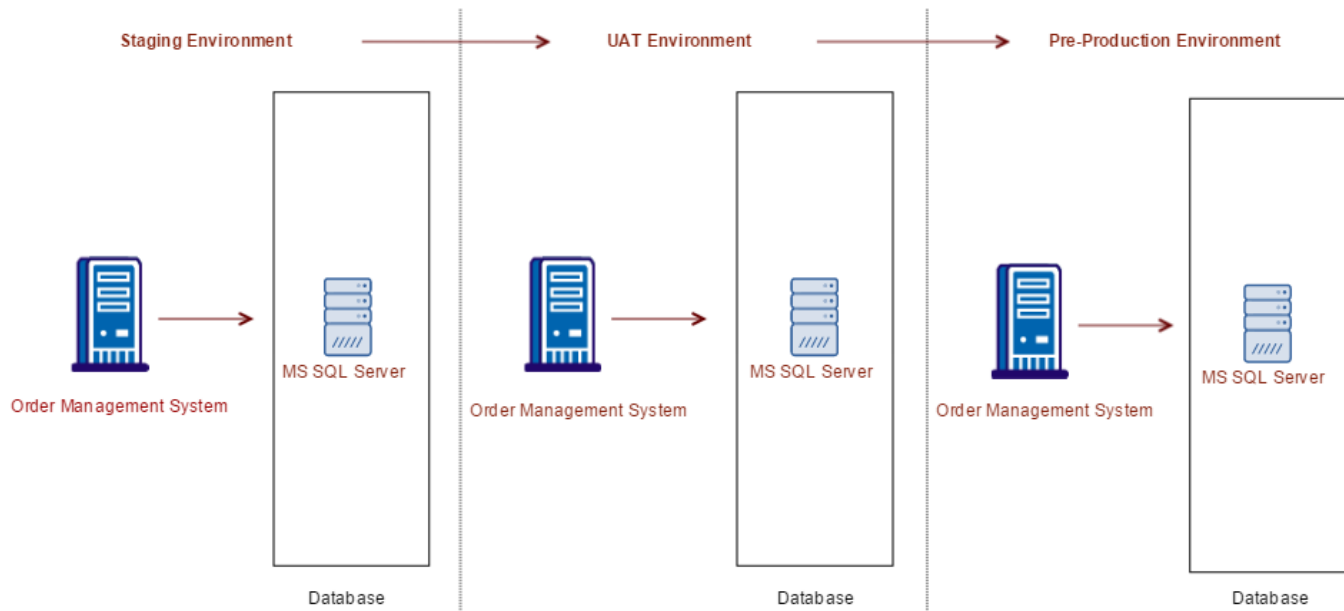 Staging Environment
UAT Environment
Pre-Production Environment
MS SQL Server
Order Management System
Database
MS SQL Server
Order Management System
Database
MS SQL Server
Order Management System
Database